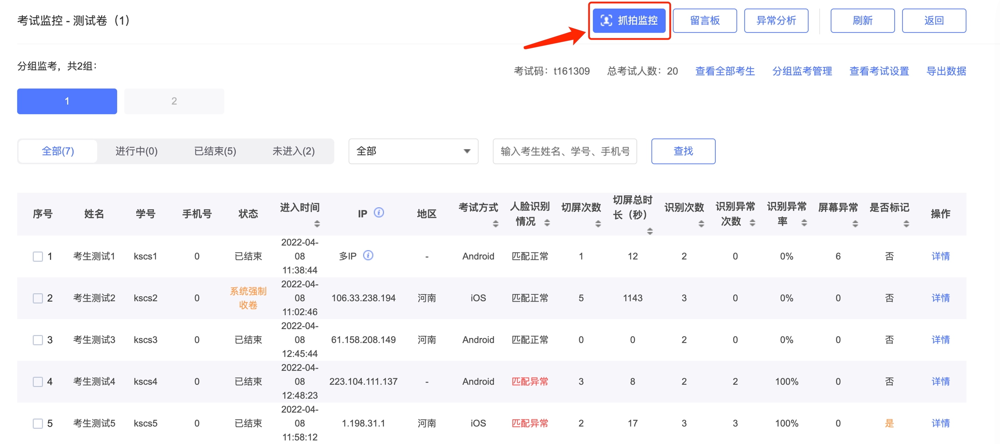 考试监控 - 测试卷（1）
抓拍监控 留言板 异常分析 刷新 返回
分组监考，共2组：
考试码：t161309 总考试人数：20 查看全部考生 分组监考管理 查看考试设置 导出数据
1 2
全部(7) 进行中(0) 已结束(5) 未进入(2) 全部 输入考生姓名、学号、手机号 查找
序号 姓名 学号 手机号 状态 进入时间 IP 地区 考试方式 人脸识别情况 切屏次数 切屏总时长（秒） 识别次数 识别异常次数 识别异常率 屏幕异常 是否标记 操作
1 考生测试1 kscs1 0 已结束 2022-04-08 11:38:44 多IP - Android 匹配正常 1 12 2 0 0% 6 否 详情
2 考生测试2 kscs2 0 系统强制收卷 2022-04-08 11:02:46 106.33.238.194 河南 iOS 匹配正常 5 1143 3 0 0% 0 否 详情
3 考生测试3 kscs3 0 已结束 2022-04-08 12:45:44 61.158.208.149 河南 Android 匹配正常 0 0 2 0 0% 0 否 详情
4 考生测试4 kscs4 0 已结束 2022-04-08 12:48:23 223.104.111.137 - Android 匹配异常 3 8 2 2 100% 0 否 详情
5 考生测试5 kscs5 0 已结束 2022-04-08 11:58:12 1.198.31.1 河南 iOS 匹配异常 2 17 3 3 100% 0 是 详情